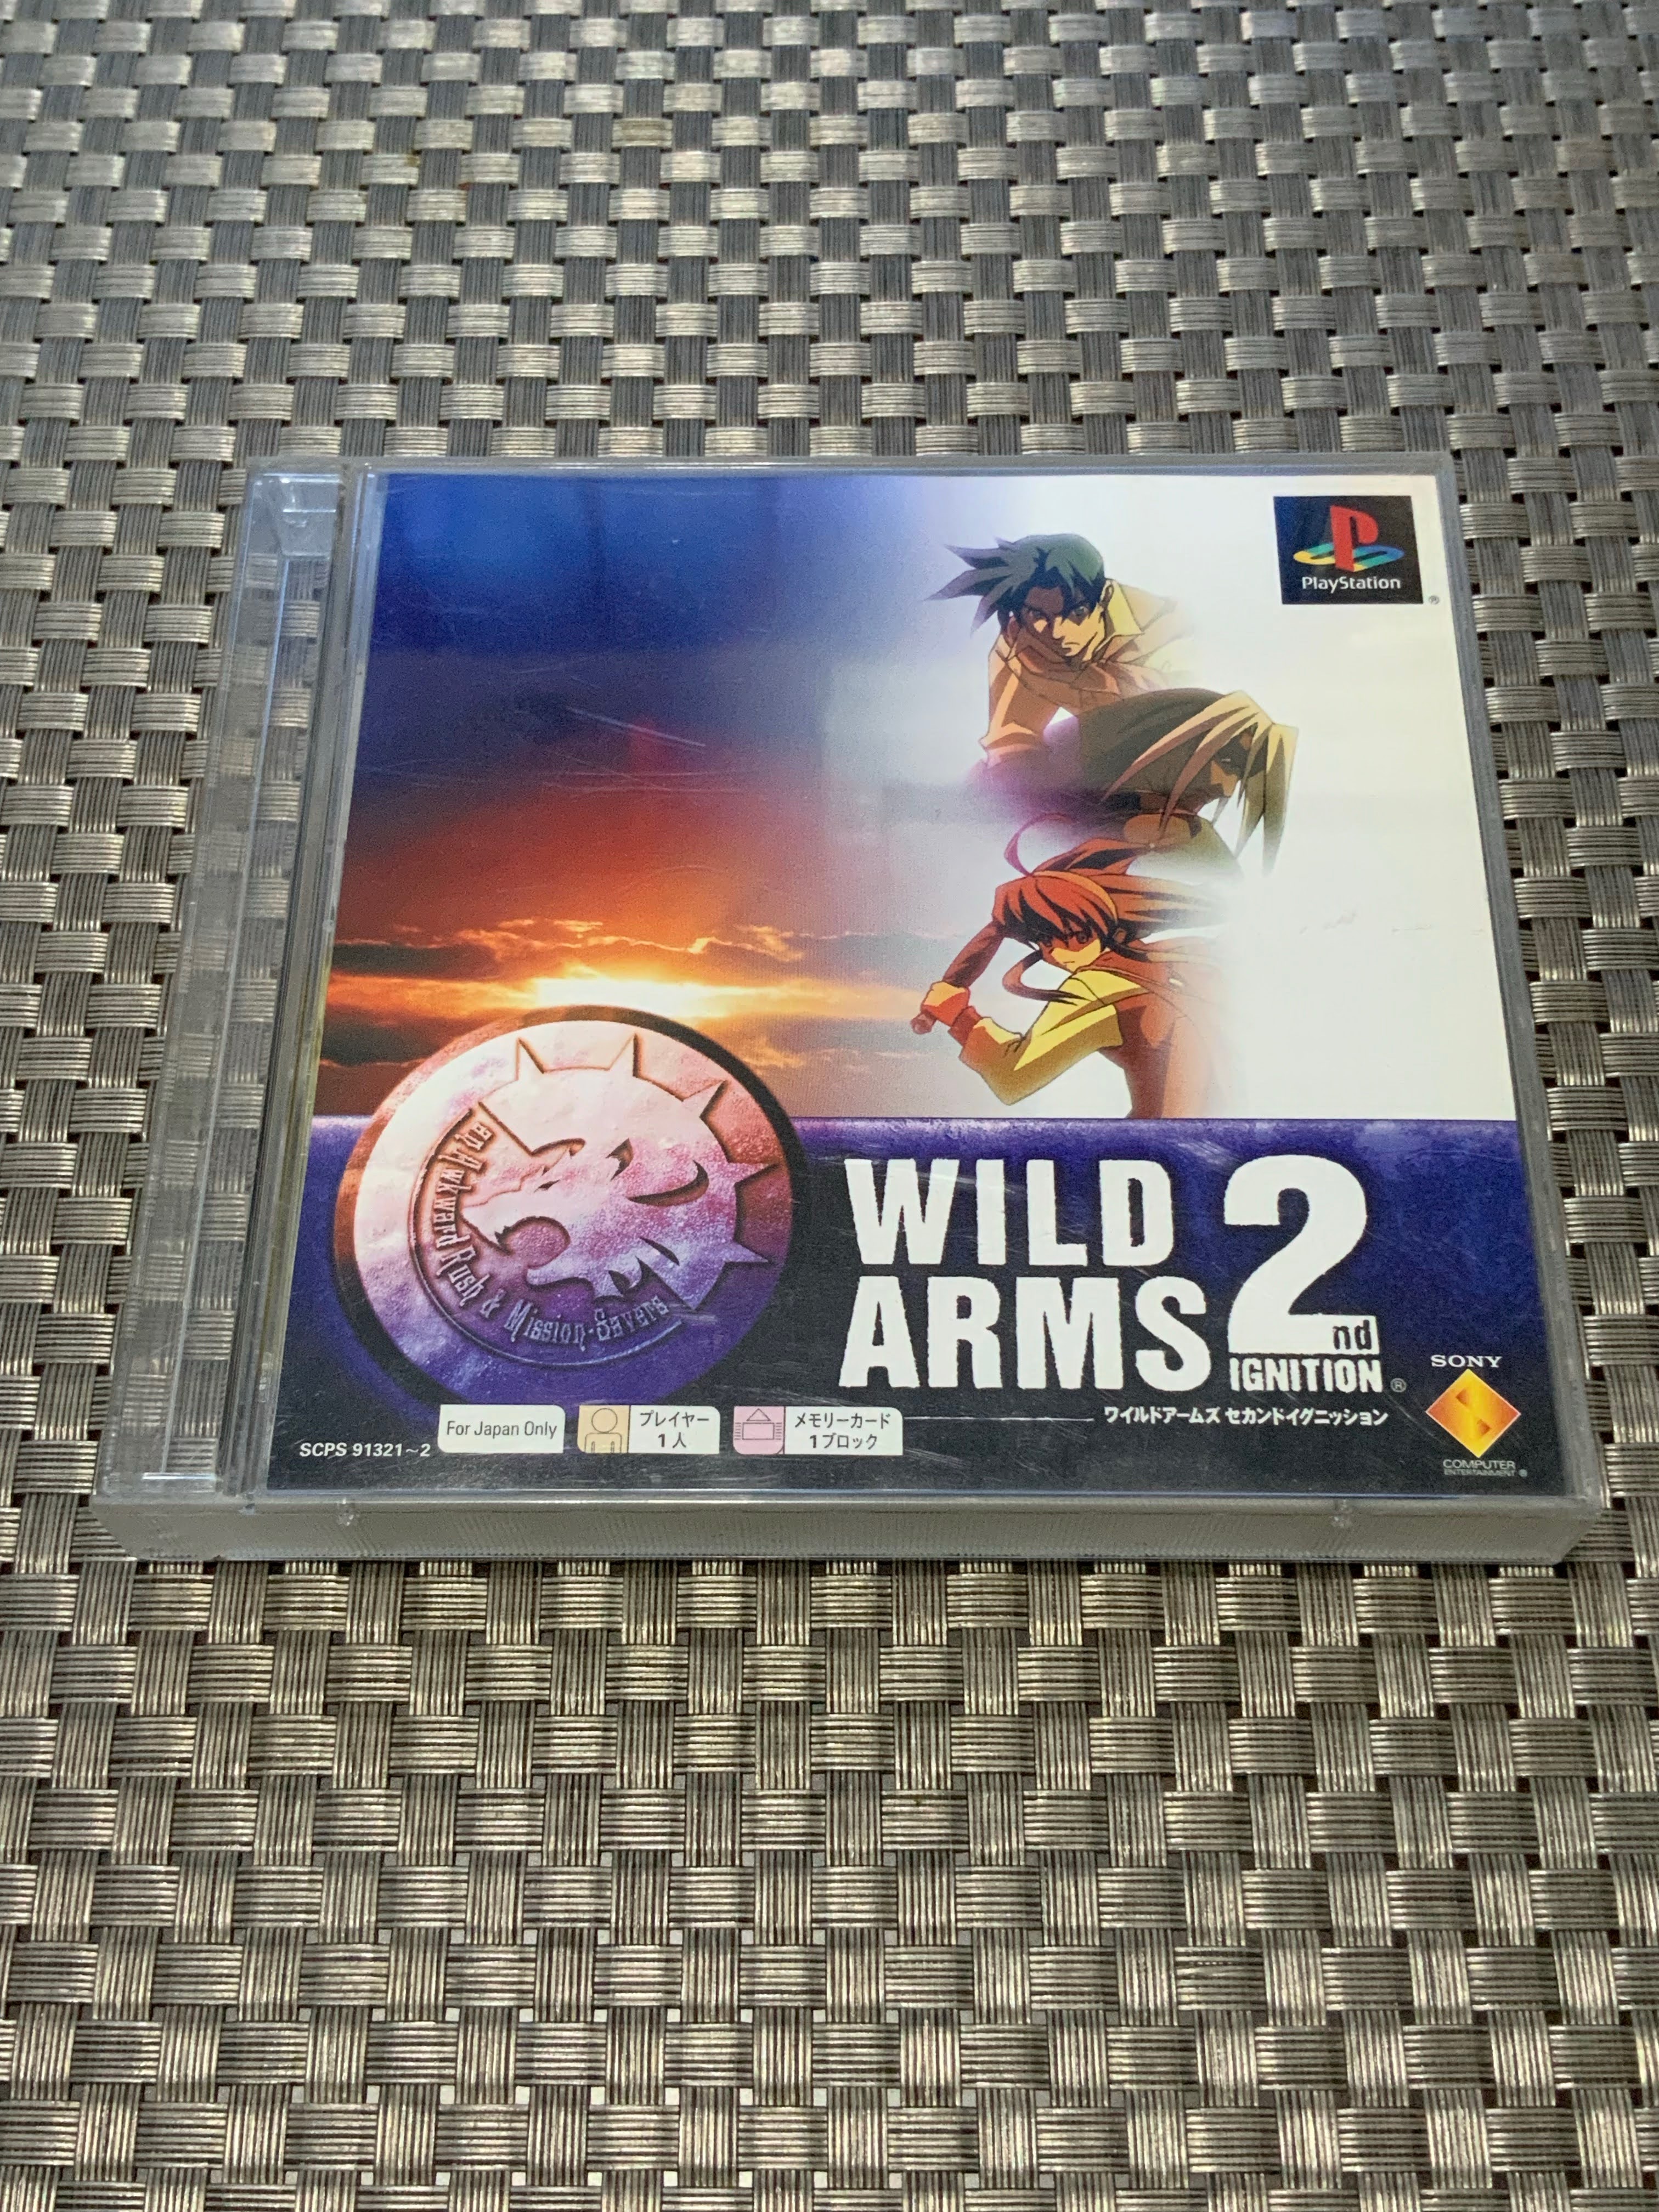 PlayStation
®
an Awkward Rush & Mission-Savers
WILD
ARMS 2
nd
IGNITION ®
ワイルドアームズ セカンドイグニッション
SONY
COMPUTER
ENTERTAINMENT ®
SCPS 91321~2
For Japan Only
プレイヤー
1人
メモリーカード
1ブロック